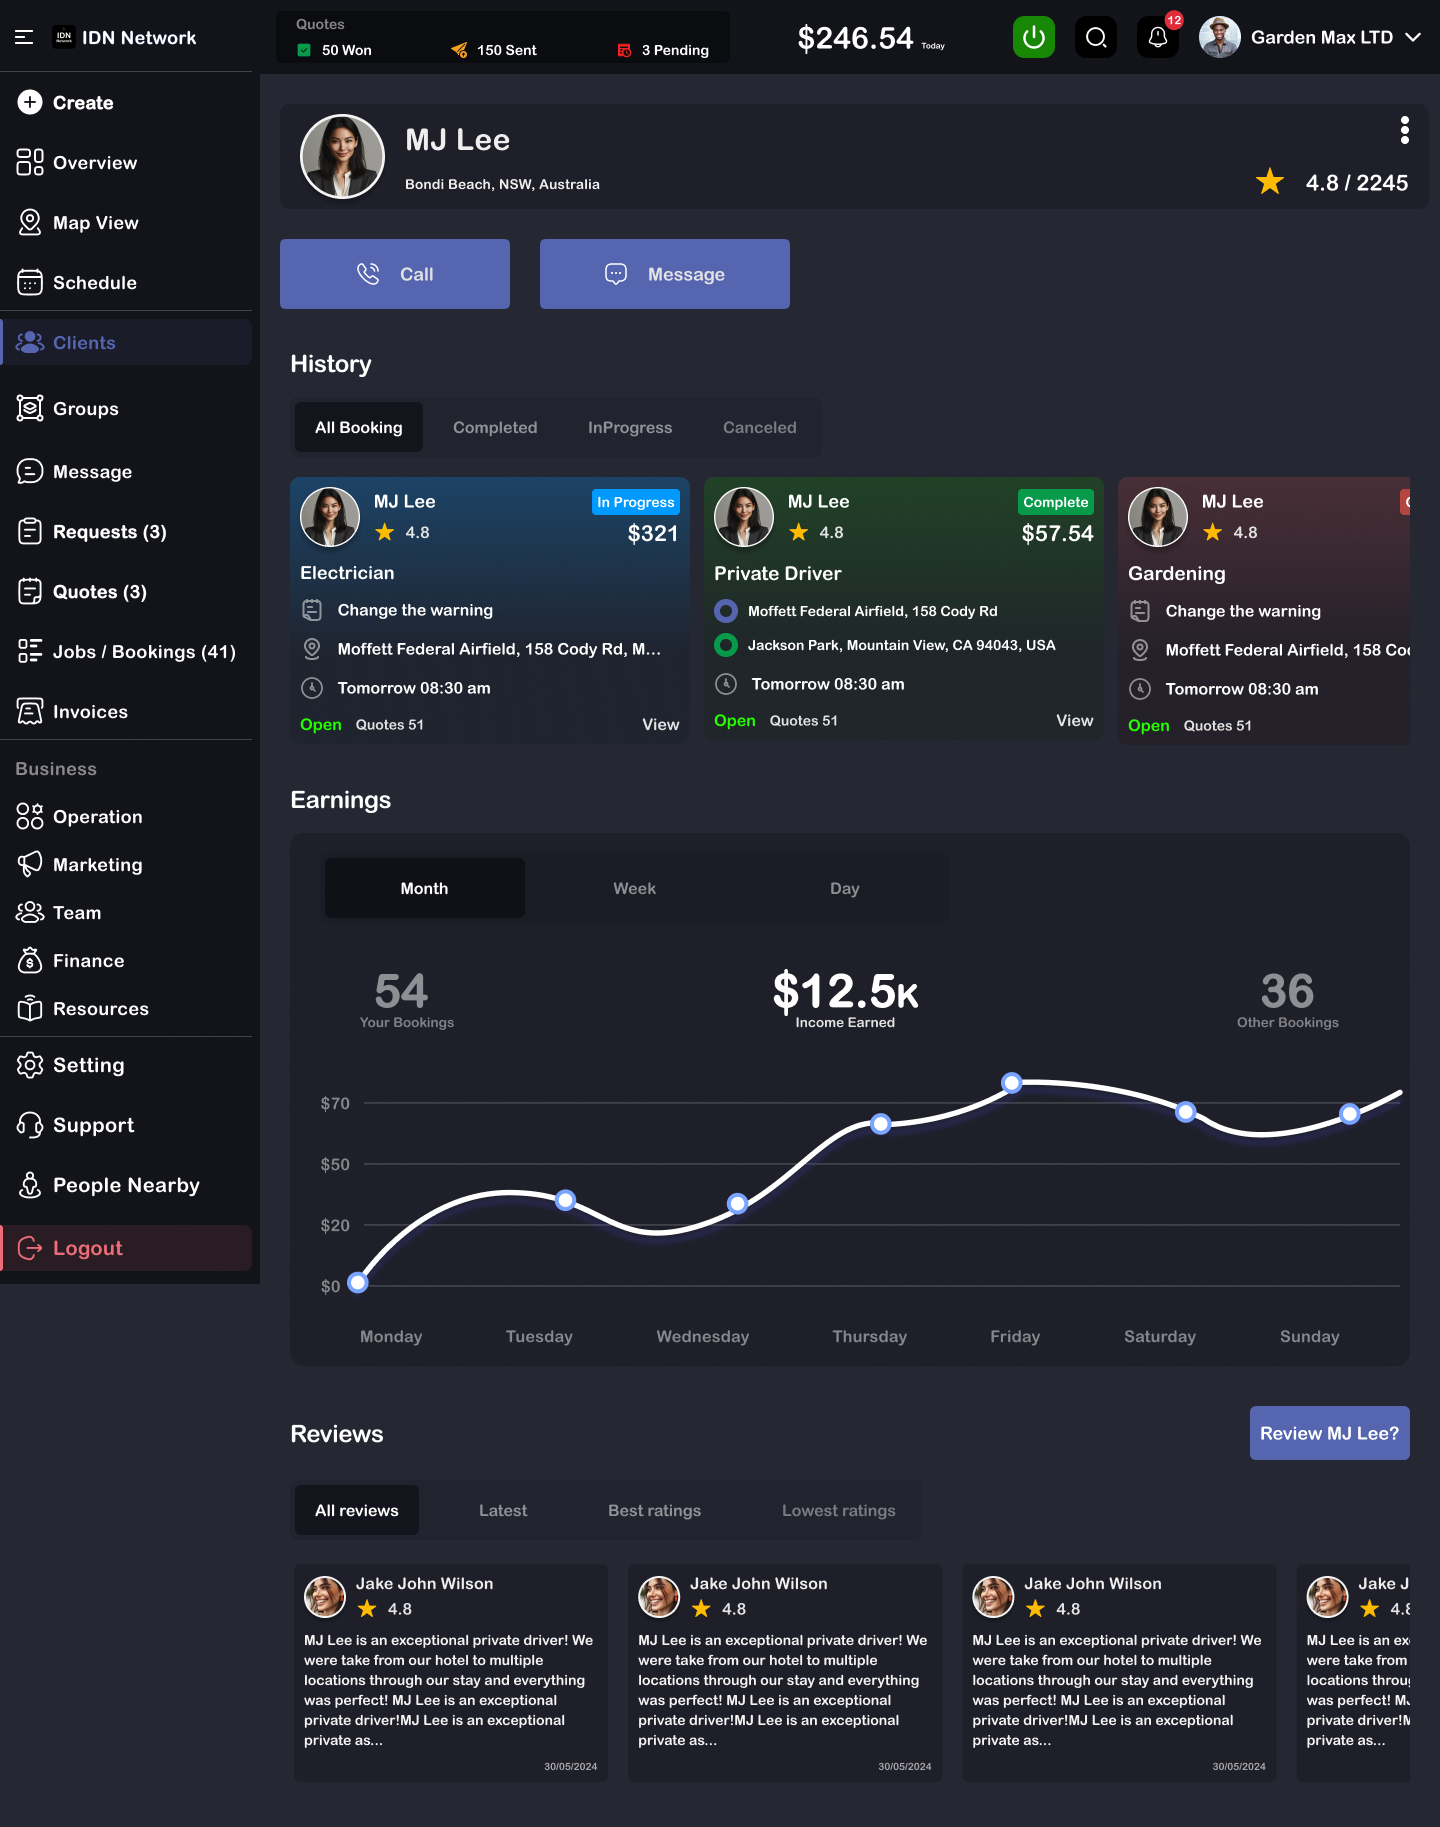 IDN Network
Quotes
50 Won
150 Sent
3 Pending
$246.54 Today
12
Garden Max LTD
Create
Overview
Map View
Schedule
Clients
Groups
Message
Requests (3)
Quotes (3)
Jobs / Bookings (41)
Invoices
Business
Operation
Marketing
Team
Finance
Resources
Setting
Support
People Nearby
Logout
MJ Lee
Bondi Beach, NSW, Australia
4.8 / 2245
Call
Message
History
All Booking
Completed
InProgress
Canceled
MJ Lee
In Progress
4.8
$321
Electrician
Change the warning
Moffett Federal Airfield, 158 Cody Rd, M...
Tomorrow 08:30 am
Open
Quotes 51
View
MJ Lee
Complete
4.8
$57.54
Private Driver
Moffett Federal Airfield, 158 Cody Rd
Jackson Park, Mountain View, CA 94043, USA
Tomorrow 08:30 am
Open
Quotes 51
View
MJ Lee
4.8
Gardening
Change the warning
Moffett Federal Airfield, 158 Co
Tomorrow 08:30 am
Open
Quotes 51
Earnings
Month
Week
Day
54
Your Bookings
$12.5K
Income Earned
36
Other Bookings
$70
$50
$20
$0
Monday
Tuesday
Wednesday
Thursday
Friday
Saturday
Sunday
Reviews
Review MJ Lee?
All reviews
Latest
Best ratings
Lowest ratings
Jake John Wilson
4.8
MJ Lee is an exceptional private driver! We
were take from our hotel to multiple
locations through our stay and everything
was perfect! MJ Lee is an exceptional
private driver!MJ Lee is an exceptional
private as...
30/05/2024
Jake John Wilson
4.8
MJ Lee is an exceptional private driver! We
were take from our hotel to multiple
locations through our stay and everything
was perfect! MJ Lee is an exceptional
private driver!MJ Lee is an exceptional
private as...
30/05/2024
Jake John Wilson
4.8
MJ Lee is an exceptional private driver! We
were take from our hotel to multiple
locations through our stay and everything
was perfect! MJ Lee is an exceptional
private driver!MJ Lee is an exceptional
private as...
30/05/2024
Jake J
4.8
MJ Lee is an ex
were take from
locations throu
was perfect! M
private driver!M
private as...